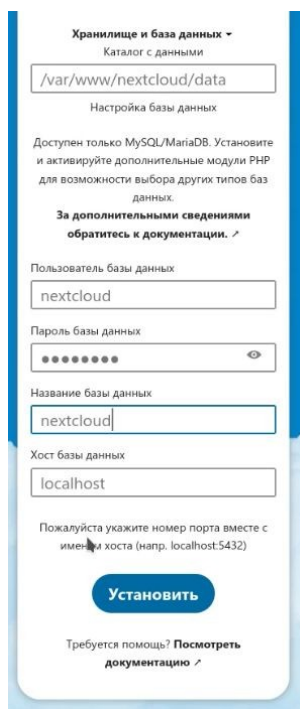 Хранилище и база данных ▾
Каталог с данными
/var/www/nextcloud/data
Настройка базы данных
Доступен только MySQL/MariaDB. Установите
и активируйте дополнительные модули PHP
для возможности выбора других типов баз
данных.
За дополнительными сведениями
обратитесь к документации. ↗
Пользователь базы данных
nextcloud
Пароль базы данных
●●●●●●●●
Название базы данных
nextcloud
Хост базы данных
localhost
Пожалуйста укажите номер порта вместе с
именем хоста (напр. localhost:5432)
Установить
Требуется помощь? Посмотреть
документацию ↗